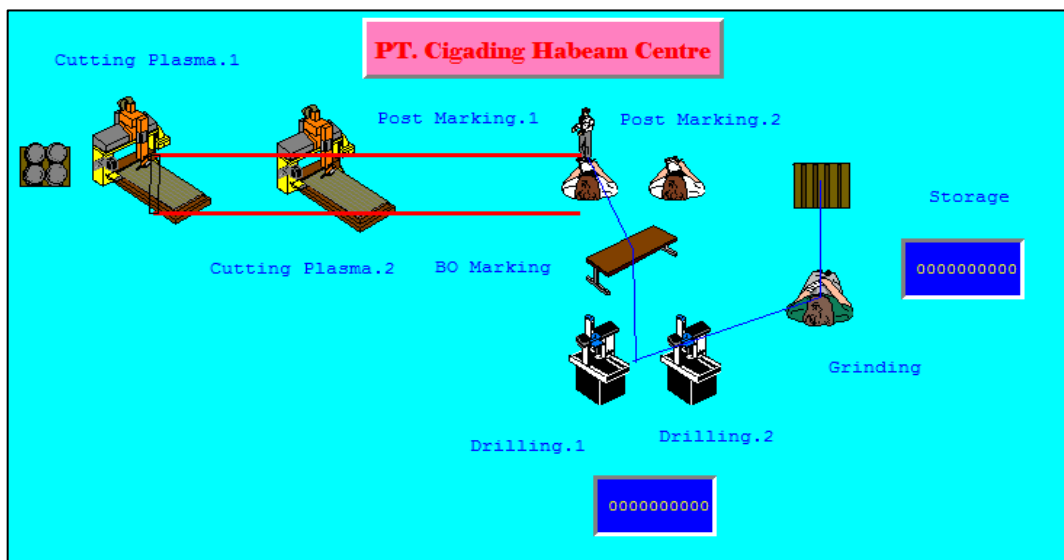 PT. Cigading Habeam Centre
Cutting Plasma.1
Post Marking.1
Post Marking.2
Storage
Cutting Plasma.2
BO Marking
0000000000
Grinding
Drilling.1
Drilling.2
0000000000